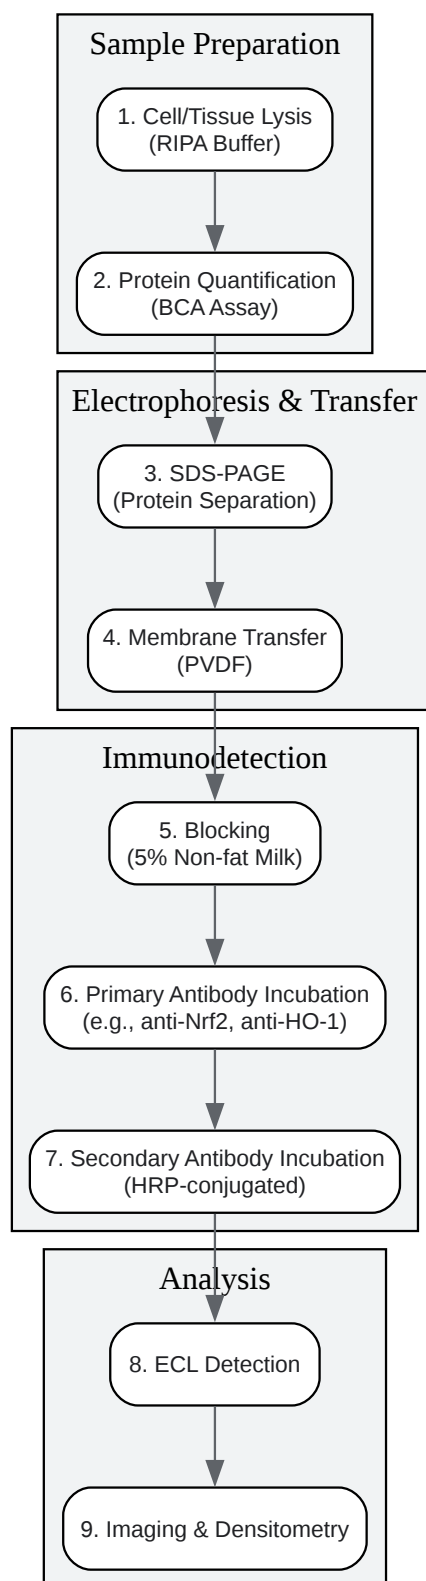 Sample Preparation
1. Cell/Tissue Lysis
(RIPA Buffer)
2. Protein Quantification
(BCA Assay)
Electrophoresis & Transfer
3. SDS-PAGE
(Protein Separation)
4. Membrane Transfer
(PVDF)
Immunodetection
5. Blocking
(5% Non-fat Milk)
6. Primary Antibody Incubation
(e.g., anti-Nrf2, anti-HO-1)
7. Secondary Antibody Incubation
(HRP-conjugated)
Analysis
8. ECL Detection
9. Imaging & Densitometry